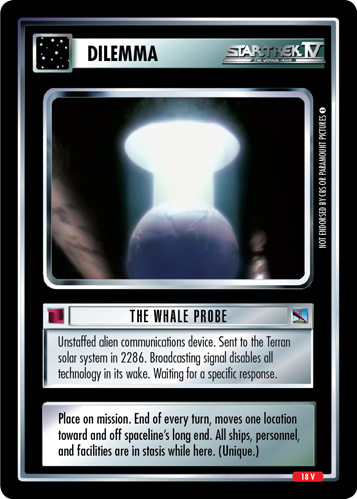 DILEMMA
STAR TREK IV
THE VOYAGE HOME
NOT ENDORSED BY CBS OR PARAMOUNT PICTURES
THE WHALE PROBE
Unstaffed alien communications device. Sent to the Terran
solar system in 2286. Broadcasting signal disables all
technology in its wake. Waiting for a specific response.
Place on mission. End of every turn, moves one location
toward and off spaceline's long end. All ships, personnel,
and facilities are in stasis while here. (Unique.)
18 V